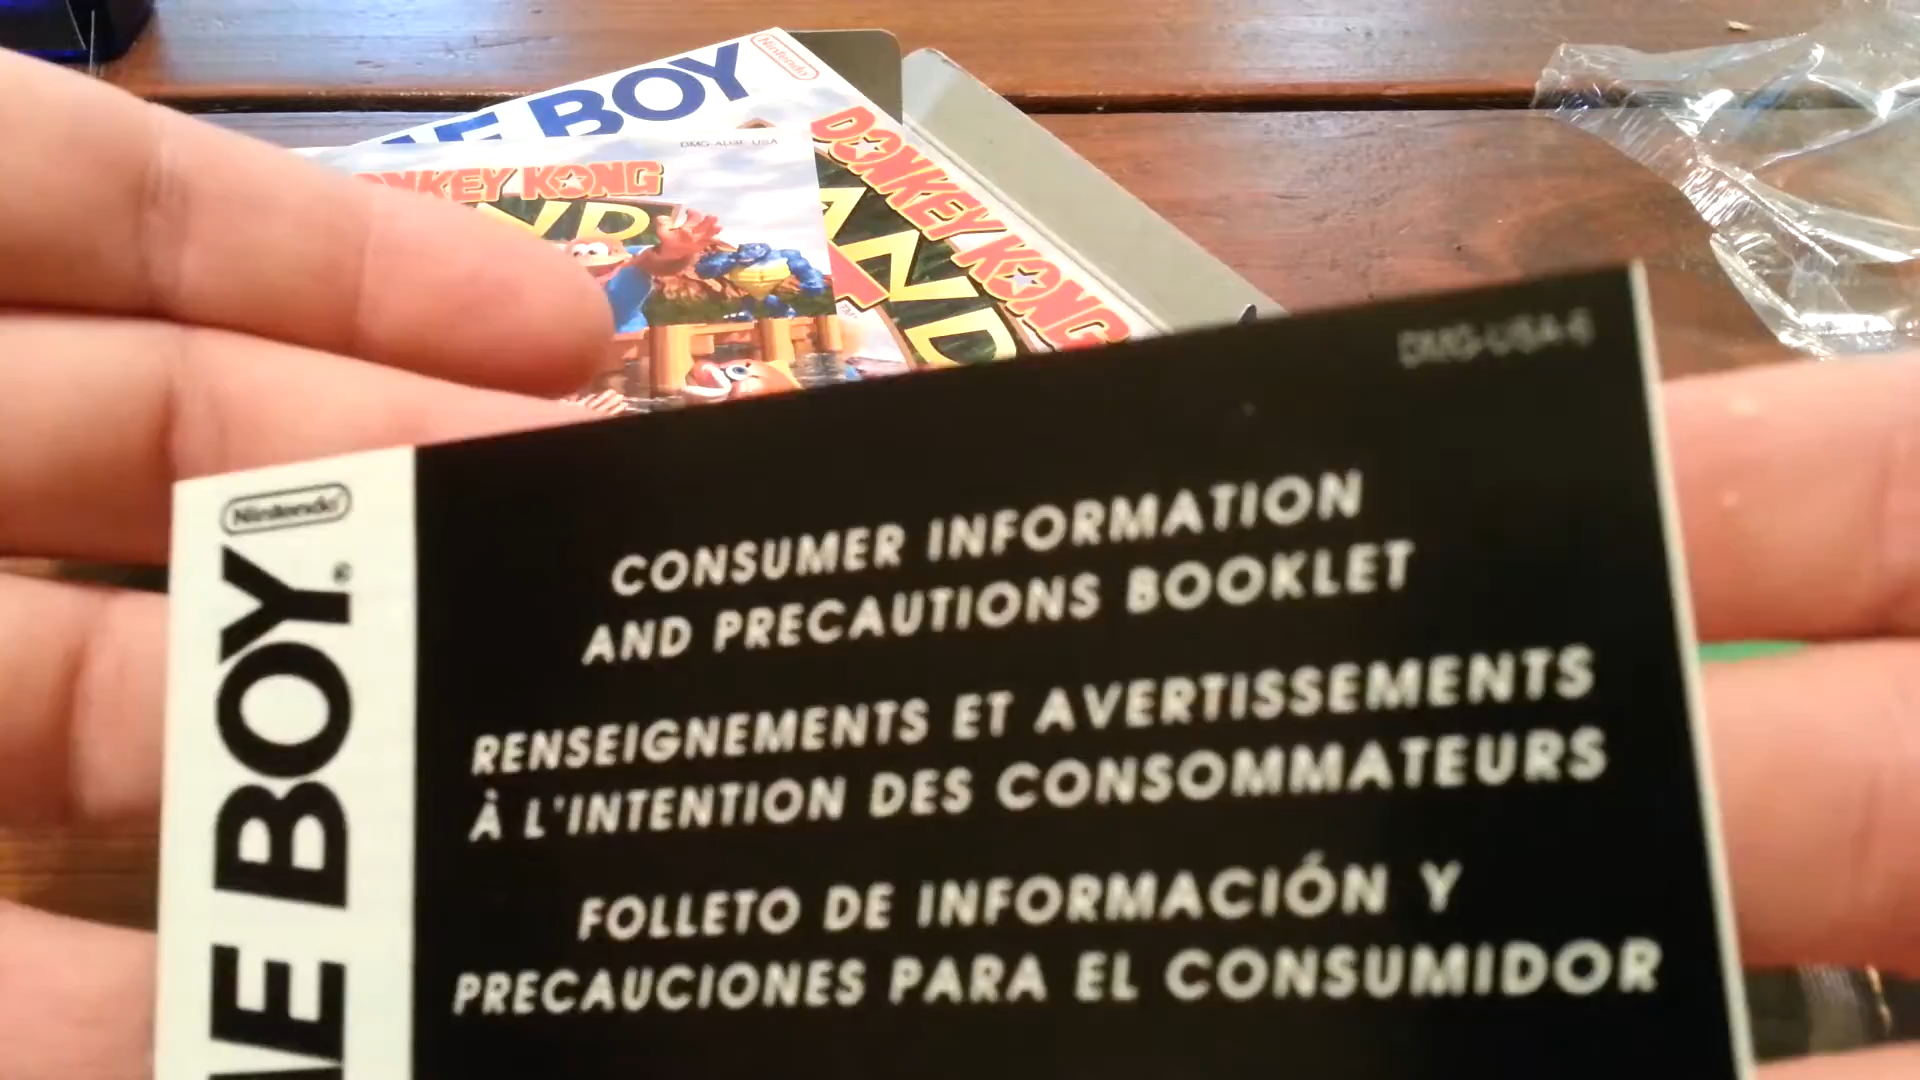 Nintendo
BOY
DMG-USA
DONKEY KONG
DONKEY KONG
LAND
DMG-USA-6
Nintendo
BOY®
CONSUMER INFORMATION
AND PRECAUTIONS BOOKLET
RENSEIGNEMENTS ET AVERTISSEMENTS
À L'INTENTION DES CONSOMMATEURS
FOLLETO DE INFORMACIÓN Y
PRECAUCIONES PARA EL CONSUMIDOR